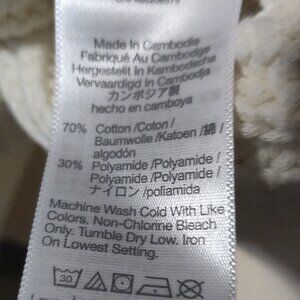 Made In Cambodia
Fabriqué Au Cambodge
Hergestellt in Kambodscha
Vervaardigd In Cambodja
カンボジア製
hecho en camboya
70% Cotton /Coton /
Baumwolle /Katoen /綿 /
algodón
30% Polyamide /Polyamide /
Polyamide /Polyamide /
ナイロン /poliamida
Machine Wash Cold With Like
Colors. Non-Chlorine Bleach
Only. Tumble Dry Low. Iron
On Lowest Setting.
30